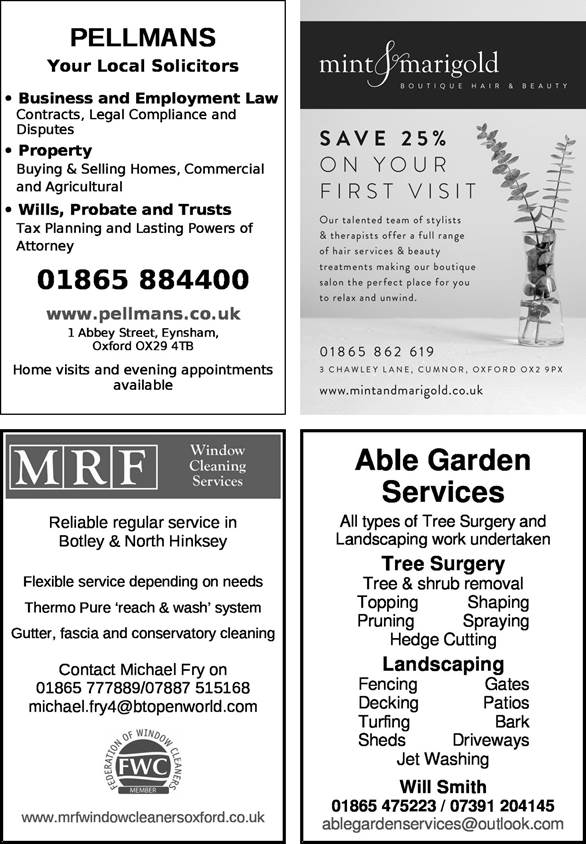 PELLMANS
Your Local Solicitors
• Business and Employment Law
Contracts, Legal Compliance and
Disputes
• Property
Buying & Selling Homes, Commercial
and Agricultural
• Wills, Probate and Trusts
Tax Planning and Lasting Powers of
Attorney
01865 884400
www.pellmans.co.uk
1 Abbey Street, Eynsham,
Oxford OX29 4TB
Home visits and evening appointments
available
mint & marigold
BOUTIQUE HAIR & BEAUTY
SAVE 25%
ON YOUR
FIRST VISIT
Our talented team of stylists
& therapists offer a full range
of hair services & beauty
treatments making our boutique
salon the perfect place for you
to relax and unwind.
01865 862 619
3 CHAWLEY LANE, CUMNOR, OXFORD OX2 9PX
www.mintandmarigold.co.uk
MRF
Window
Cleaning
Services
Reliable regular service in
Botley & North Hinksey
Flexible service depending on needs
Thermo Pure ‘reach & wash’ system
Gutter, fascia and conservatory cleaning
Contact Michael Fry on
01865 777889/07887 515168
michael.fry4@btopenworld.com
FEDERATION OF WINDOW CLEANERS
FWC
MEMBER
www.mrfwindowcleanersoxford.co.uk
Able Garden
Services
All types of Tree Surgery and
Landscaping work undertaken
Tree Surgery
Tree & shrub removal
Topping Shaping
Pruning Spraying
Hedge Cutting
Landscaping
Fencing Gates
Decking Patios
Turfing Bark
Sheds Driveways
Jet Washing
Will Smith
01865 475223 / 07391 204145
ablegardenservices@outlook.com